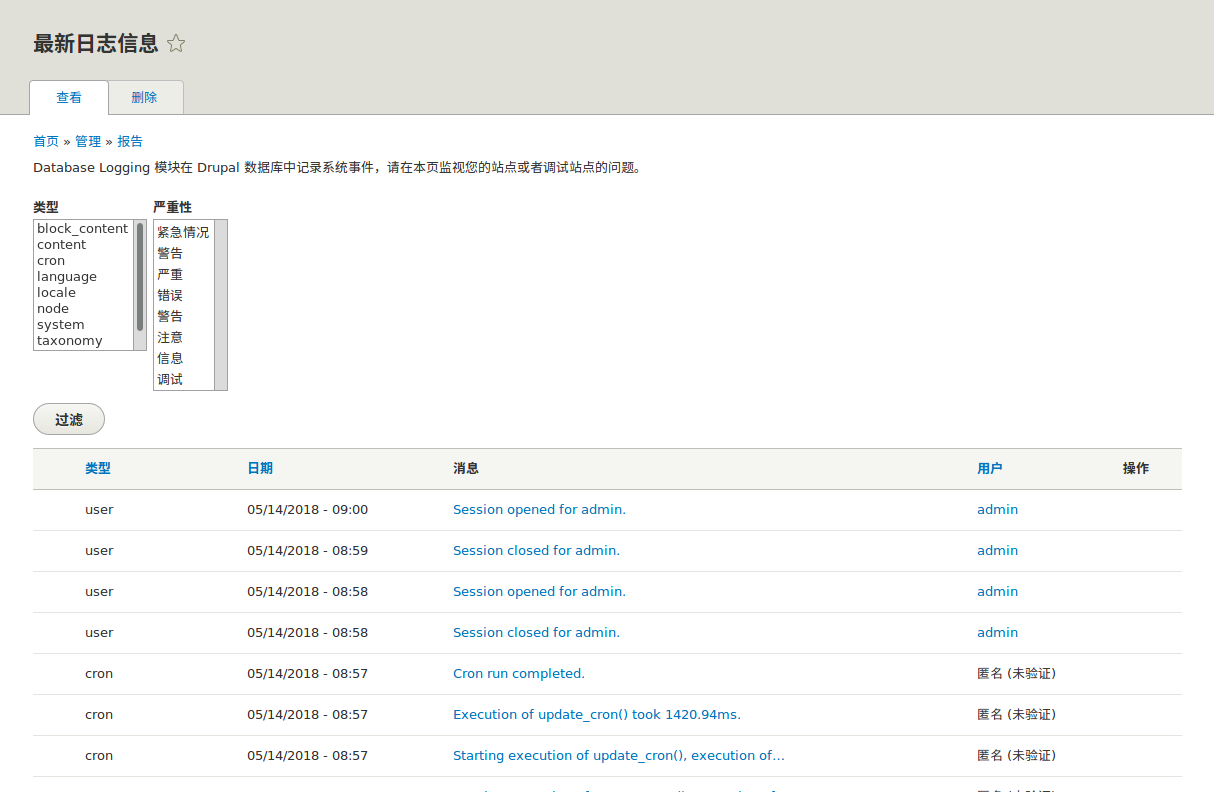 最新日志信息
查看 删除
首页 » 管理 » 报告
Database Logging 模块在 Drupal 数据库中记录系统事件，请在本页监视您的站点或者调试站点的问题。
类型 严重性
block_content
content
cron
language
locale
node
system
taxonomy
紧急情况
警告
严重
错误
警告
注意
信息
调试
过滤
类型 日期 消息 用户 操作
user 05/14/2018 - 09:00 Session opened for admin. admin
user 05/14/2018 - 08:59 Session closed for admin. admin
user 05/14/2018 - 08:58 Session opened for admin. admin
user 05/14/2018 - 08:58 Session closed for admin. admin
cron 05/14/2018 - 08:57 Cron run completed. 匿名 (未验证)
cron 05/14/2018 - 08:57 Execution of update_cron() took 1420.94ms. 匿名 (未验证)
cron 05/14/2018 - 08:57 Starting execution of update_cron(), execution of… 匿名 (未验证)